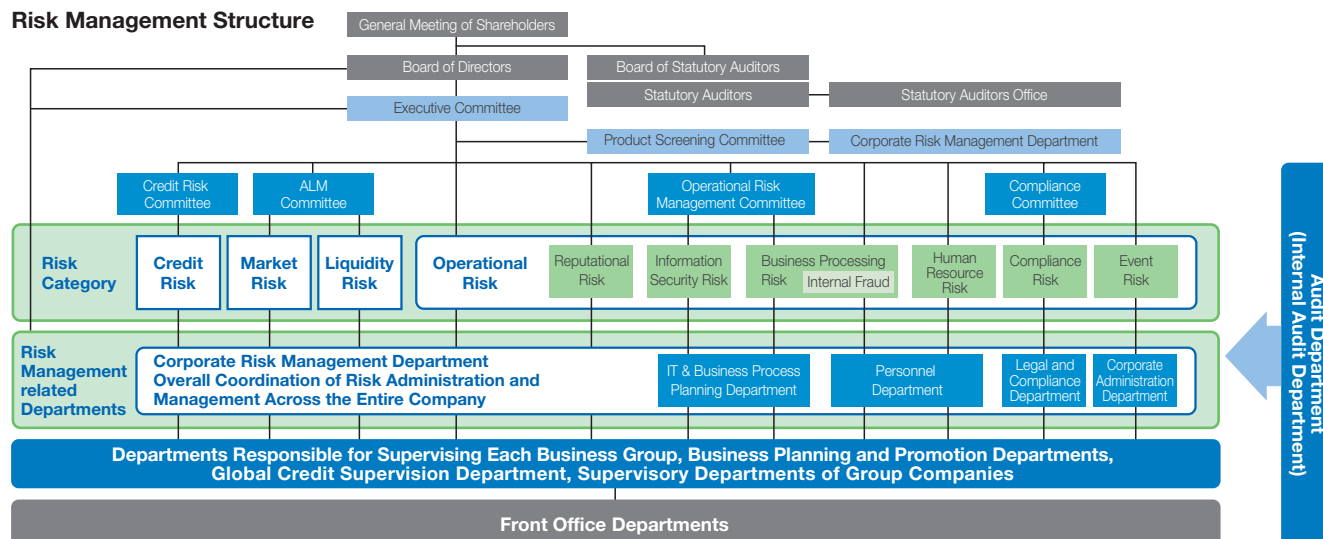 Risk Management Structure
General Meeting of Shareholders
Board of Directors
Board of Statutory Auditors
Statutory Auditors
Statutory Auditors Office
Executive Committee
Product Screening Committee
Corporate Risk Management Department
Credit Risk
Committee
ALM
Committee
Operational Risk
Management Committee
Compliance
Committee
Risk
Category
Credit
Risk
Market
Risk
Liquidity
Risk
Operational
Risk
Reputational
Risk
Information
Security Risk
Business Processing
Risk
Internal Fraud
Human
Resource
Risk
Compliance
Risk
Event
Risk
Risk
Management
related
Departments
Corporate Risk Management Department
Overall Coordination of Risk Administration and
Management Across the Entire Company
IT & Business Process
Planning Department
Personnel
Department
Legal and
Compliance
Department
Corporate
Administration
Department
Departments Responsible for Supervising Each Business Group, Business Planning and Promotion Departments,
Global Credit Supervision Department, Supervisory Departments of Group Companies
Front Office Departments
Audit Department
(Internal Audit Department)